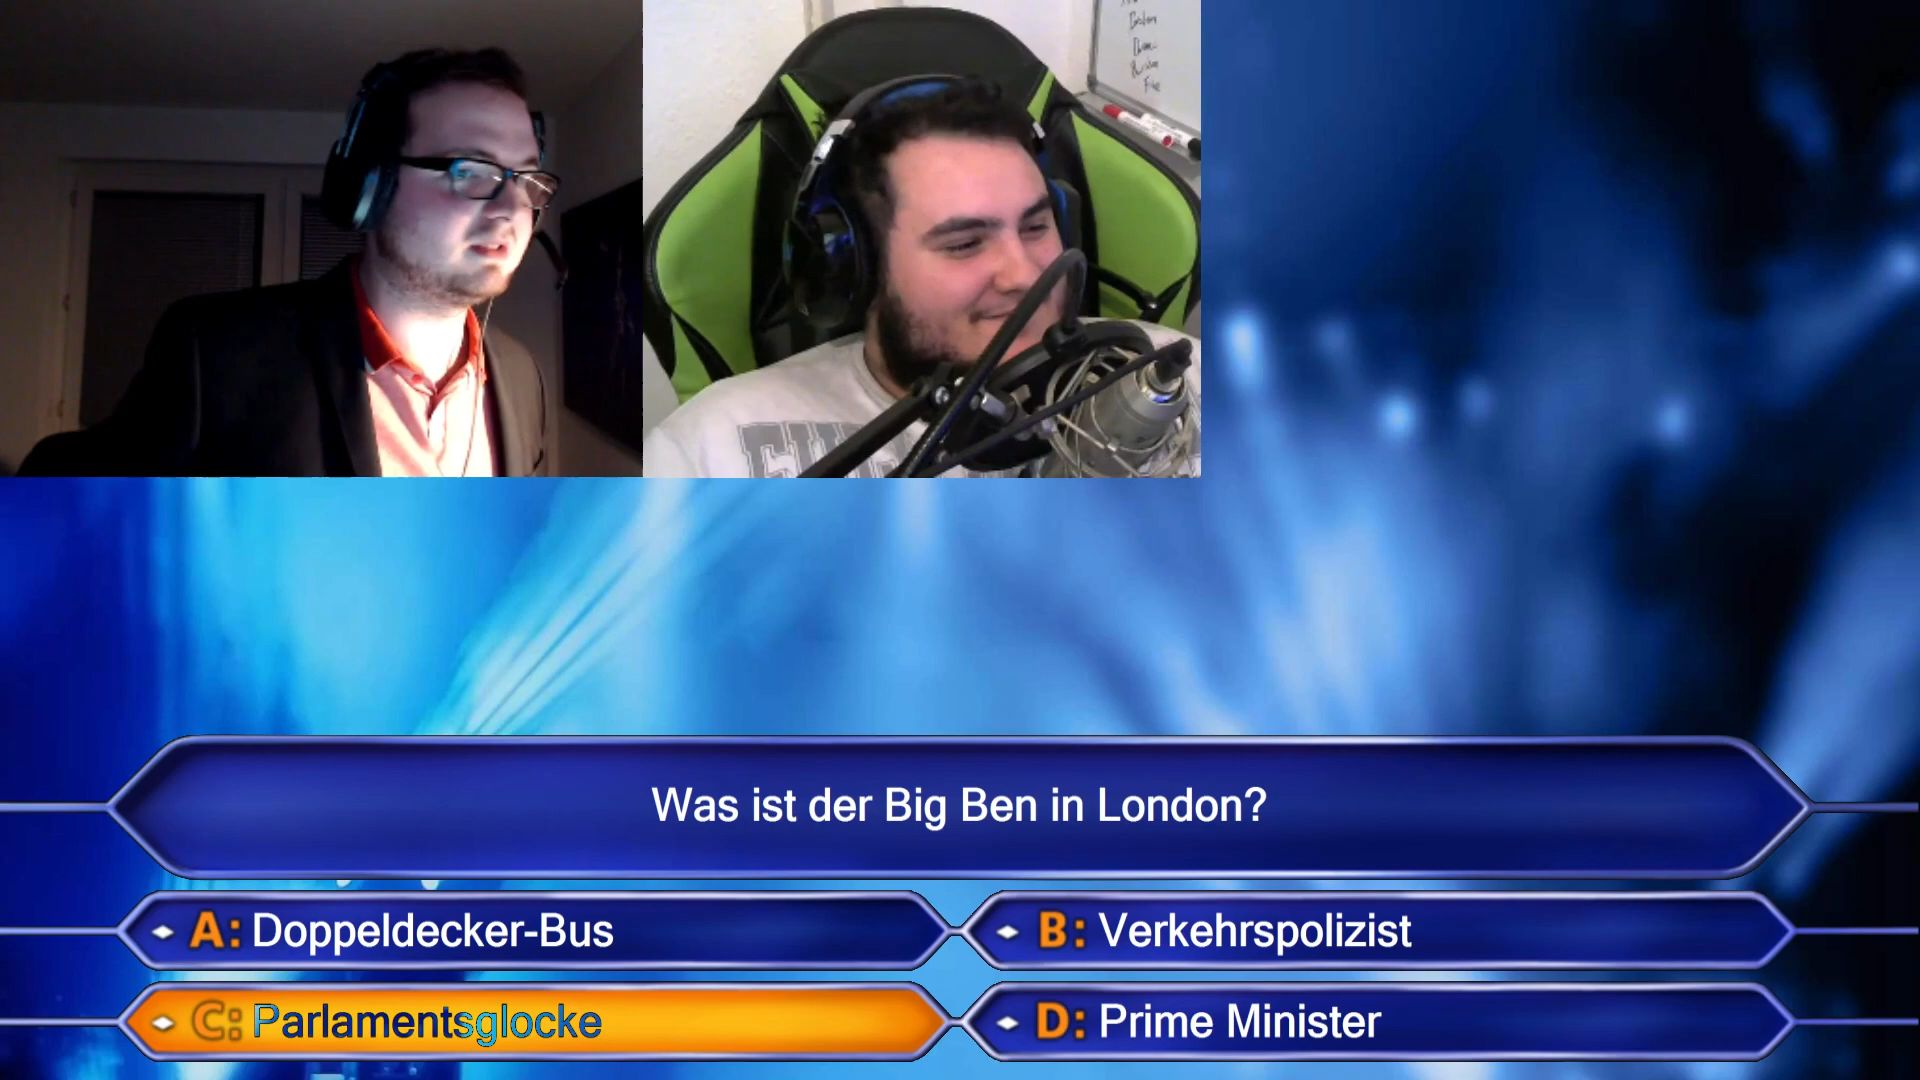 Was ist der Big Ben in London?
A: Doppeldecker-Bus
B: Verkehrspolizist
C: Parlamentsglocke
D: Prime Minister